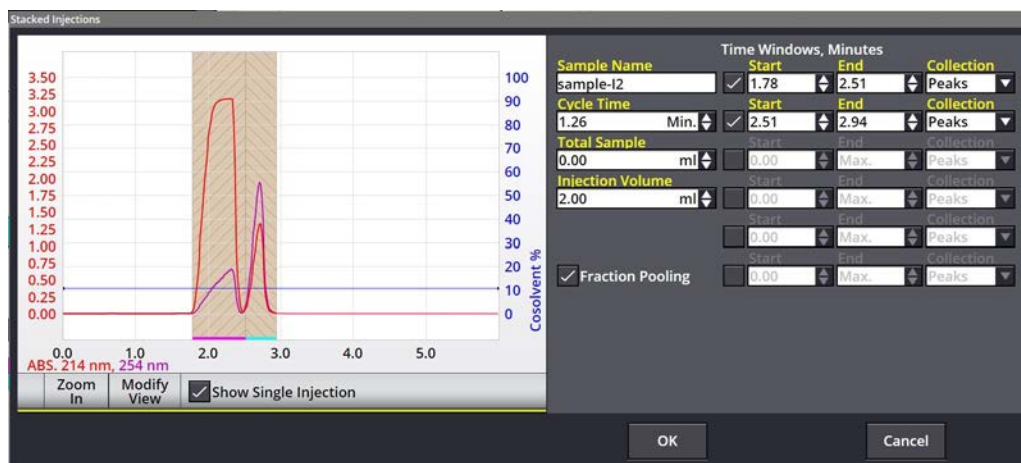 Stacked Injections
Time Windows, Minutes
Sample Name Start End Collection
sample-I2 1.78 2.51 Peaks
Cycle Time Start End Collection
1.26 Min. 2.51 2.94 Peaks
Total Sample Start End Collection
0.00 ml 0.00 Max. Peaks
Injection Volume Start End Collection
2.00 ml 0.00 Max. Peaks
Start End Collection
0.00 Max. Peaks
Start End Collection
Fraction Pooling 0.00 Max. Peaks
3.50 100
3.25
3.00 90
2.75 80
2.50 70
2.25
2.00 60
1.75 50
1.50
1.25 40
1.00 30
0.75 20
0.50
0.25 10
0.00 0
Cosolvent %
0.0 1.0 2.0 3.0 4.0 5.0
ABS. 214 nm, 254 nm
Zoom In Modify View Show Single Injection
OK Cancel